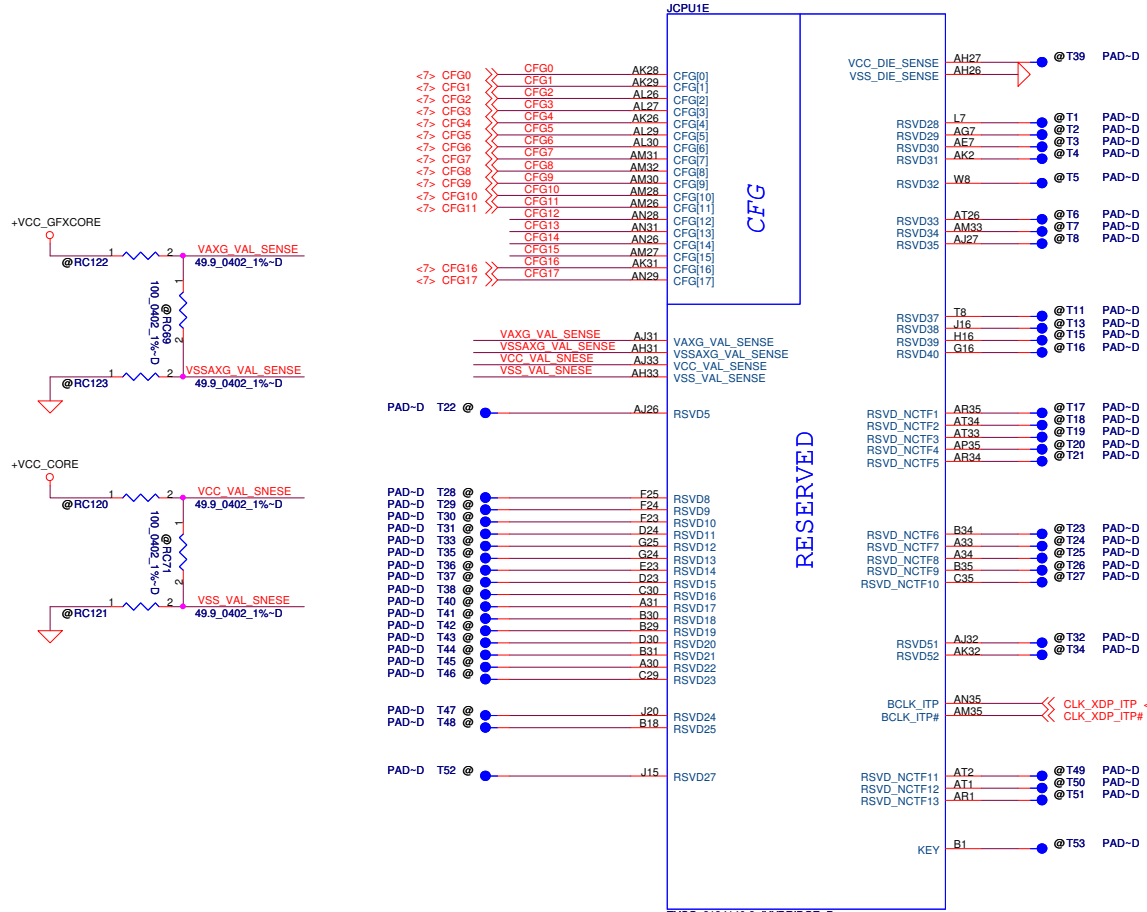 JCPU1E
CFG
RESERVED
<7> CFG0 CFG0 AK28 CFG[0]
<7> CFG1 CFG1 AK29 CFG[1]
<7> CFG2 CFG2 AL26 CFG[2]
<7> CFG3 CFG3 AL27 CFG[3]
<7> CFG4 CFG4 AK26 CFG[4]
<7> CFG5 CFG5 AL29 CFG[5]
<7> CFG6 CFG6 AL30 CFG[6]
<7> CFG7 CFG7 AM31 CFG[7]
<7> CFG8 CFG8 AM32 CFG[8]
<7> CFG9 CFG9 AM30 CFG[9]
<7> CFG10 CFG10 AM28 CFG[10]
<7> CFG11 CFG11 AM26 CFG[11]
CFG12 AN28 CFG[12]
CFG13 AN31 CFG[13]
CFG14 AN26 CFG[14]
CFG15 AM27 CFG[15]
<7> CFG16 CFG16 AK31 CFG[16]
<7> CFG17 CFG17 AN29 CFG[17]
VAXG_VAL_SENSE AJ31 VAXG_VAL_SENSE
VSSAXG_VAL_SENSE AH31 VSSAXG_VAL_SENSE
VCC_VAL_SNESE AJ33 VCC_VAL_SENSE
VSS_VAL_SNESE AH33 VSS_VAL_SENSE
PAD~D T22 @ AJ26 RSVD5
PAD~D T28 @ F25 RSVD8
PAD~D T29 @ F24 RSVD9
PAD~D T30 @ F23 RSVD10
PAD~D T31 @ D24 RSVD11
PAD~D T33 @ G25 RSVD12
PAD~D T35 @ G24 RSVD13
PAD~D T36 @ E23 RSVD14
PAD~D T37 @ D23 RSVD15
PAD~D T38 @ C30 RSVD16
PAD~D T40 @ A31 RSVD17
PAD~D T41 @ B30 RSVD18
PAD~D T42 @ B29 RSVD19
PAD~D T43 @ D30 RSVD20
PAD~D T44 @ B31 RSVD21
PAD~D T45 @ A30 RSVD22
PAD~D T46 @ C29 RSVD23
PAD~D T47 @ J20 RSVD24
PAD~D T48 @ B18 RSVD25
PAD~D T52 @ J15 RSVD27
VCC_DIE_SENSE AH27 @T39 PAD~D
VSS_DIE_SENSE AH26
RSVD28 L7 @T1 PAD~D
RSVD29 AG7 @T2 PAD~D
RSVD30 AE7 @T3 PAD~D
RSVD31 AK2 @T4 PAD~D
RSVD32 W8 @T5 PAD~D
RSVD33 AT26 @T6 PAD~D
RSVD34 AM33 @T7 PAD~D
RSVD35 AJ27 @T8 PAD~D
RSVD37 T8 @T11 PAD~D
RSVD38 J16 @T13 PAD~D
RSVD39 H16 @T15 PAD~D
RSVD40 G16 @T16 PAD~D
RSVD_NCTF1 AR35 @T17 PAD~D
RSVD_NCTF2 AT34 @T18 PAD~D
RSVD_NCTF3 AT33 @T19 PAD~D
RSVD_NCTF4 AP35 @T20 PAD~D
RSVD_NCTF5 AR34 @T21 PAD~D
RSVD_NCTF6 B34 @T23 PAD~D
RSVD_NCTF7 A33 @T24 PAD~D
RSVD_NCTF8 A34 @T25 PAD~D
RSVD_NCTF9 B35 @T26 PAD~D
RSVD_NCTF10 C35 @T27 PAD~D
RSVD51 AJ32 @T32 PAD~D
RSVD52 AK32 @T34 PAD~D
BCLK_ITP AN35 CLK_XDP_ITP <
BCLK_ITP# AM35 CLK_XDP_ITP#
RSVD_NCTF11 AT2 @T49 PAD~D
RSVD_NCTF12 AT1 @T50 PAD~D
RSVD_NCTF13 AR1 @T51 PAD~D
KEY B1 @T53 PAD~D
+VCC_GFXCORE
1 2 VAXG_VAL_SENSE
@RC122 49.9_0402_1%~D
1 2
@RC69
100_0402_1%~D
1 2 VSSAXG_VAL_SENSE
@RC123 49.9_0402_1%~D
+VCC_CORE
1 2 VCC_VAL_SNESE
@RC120 49.9_0402_1%~D
1 2
@RC71
100_0402_1%~D
1 2 VSS_VAL_SNESE
@RC121 49.9_0402_1%~D